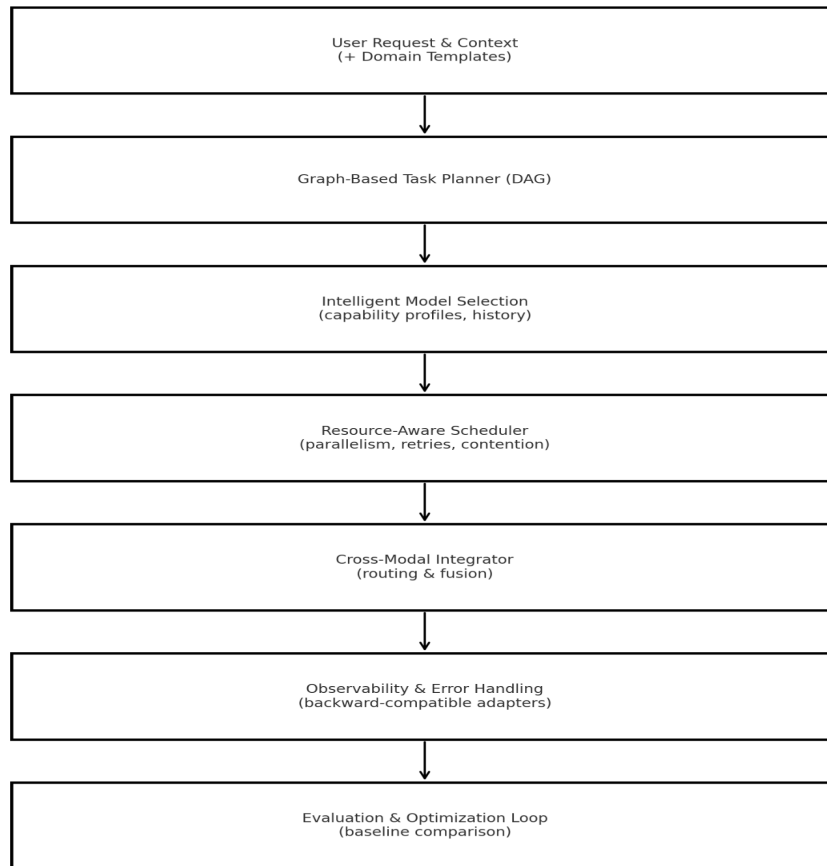 User Request & Context
(+ Domain Templates)
Graph-Based Task Planner (DAG)
Intelligent Model Selection
(capability profiles, history)
Resource-Aware Scheduler
(parallelism, retries, contention)
Cross-Modal Integrator
(routing & fusion)
Observability & Error Handling
(backward-compatible adapters)
Evaluation & Optimization Loop
(baseline comparison)